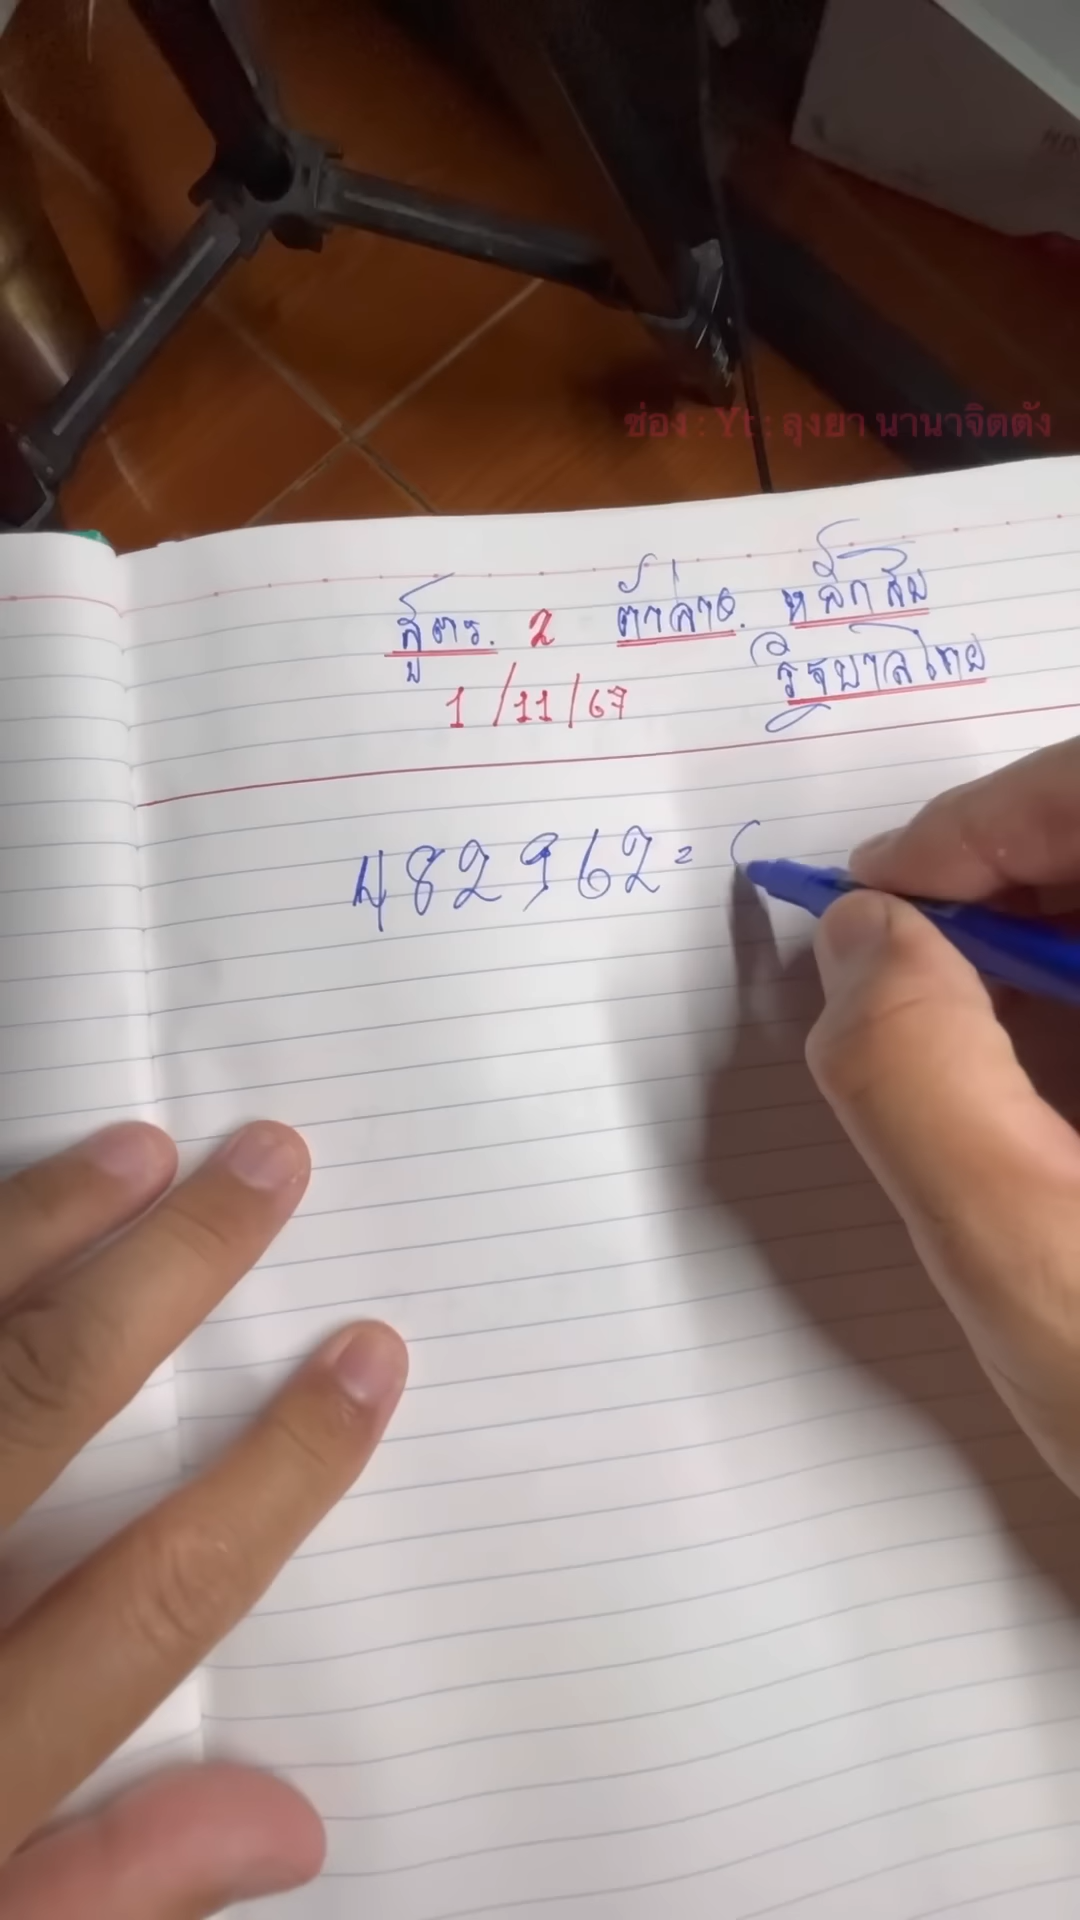 ช่อง : Yt : ลุงยา นานาจิตตัง
สูตร. 2 ตัวล่าง. หลักสิบ
1/11/67 รัฐบาลไทย
482962 =